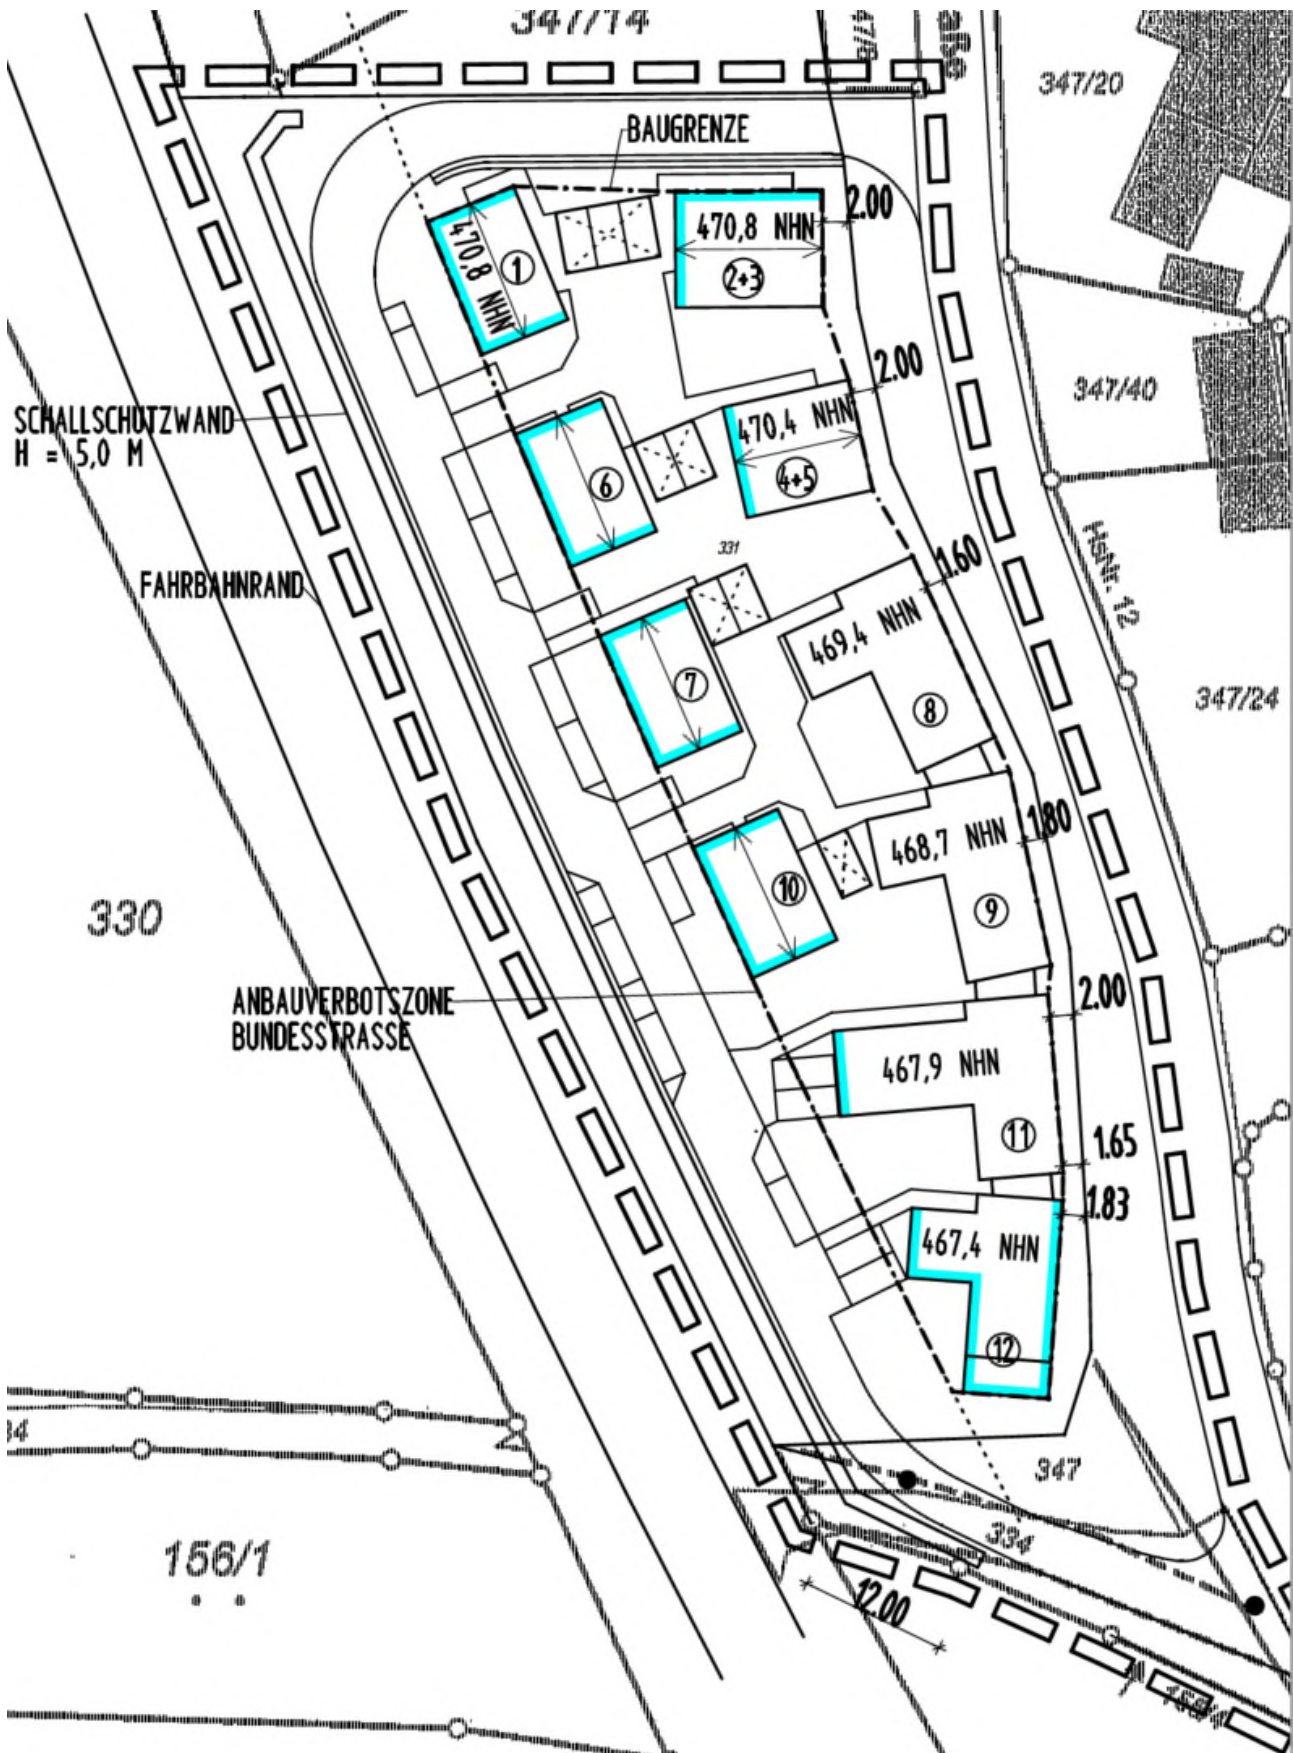 347/14
347/20
BAUGRENZE
2.00
470,8 NHN
470,8 NHN
1
2+3
2.00
347/40
SCHALLSCHUTZWAND
H = 5,0 M
470,4 NHN
6
4+5
331
HsNr. 12
1.60
FAHRBAHNRAND
469,4 NHN
7
8
347/24
1.80
468,7 NHN
10
9
330
ANBAUVERBOTSZONE
BUNDESSTRASSE
2.00
467,9 NHN
11
1.65
1.83
467,4 NHN
12
347
334
156/1
12.00